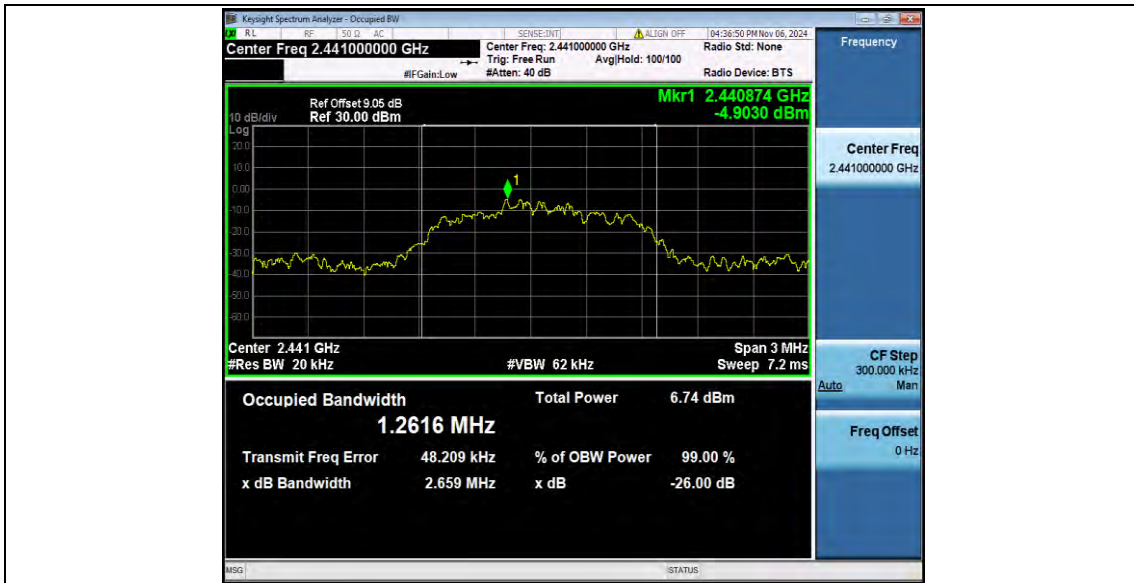 Keysight Spectrum Analyzer - Occupied BW
RL RF 50 Ω AC SENSE:INT ALIGN OFF 04:36:50 PM Nov 06, 2024
Center Freq 2.441000000 GHz
Center Freq: 2.441000000 GHz
Radio Std: None
Trig: Free Run Avg|Hold: 100/100
#IFGain:Low
#Atten: 40 dB
Radio Device: BTS
Frequency
Mkr1 2.440874 GHz
-4.9030 dBm
Ref Offset 9.05 dB
10 dB/div Ref 30.00 dBm
Log
20.0
10.0
0.00
-10.0
-20.0
-30.0
-40.0
-50.0
-60.0
1
Center 2.441 GHz
Span 3 MHz
#Res BW 20 kHz
#VBW 62 kHz
Sweep 7.2 ms
Center Freq
2.441000000 GHz
CF Step
300.000 kHz
Auto Man
Freq Offset
0 Hz
Occupied Bandwidth
1.2616 MHz
Total Power 6.74 dBm
Transmit Freq Error 48.209 kHz % of OBW Power 99.00 %
x dB Bandwidth 2.659 MHz x dB -26.00 dB
MSG
STATUS